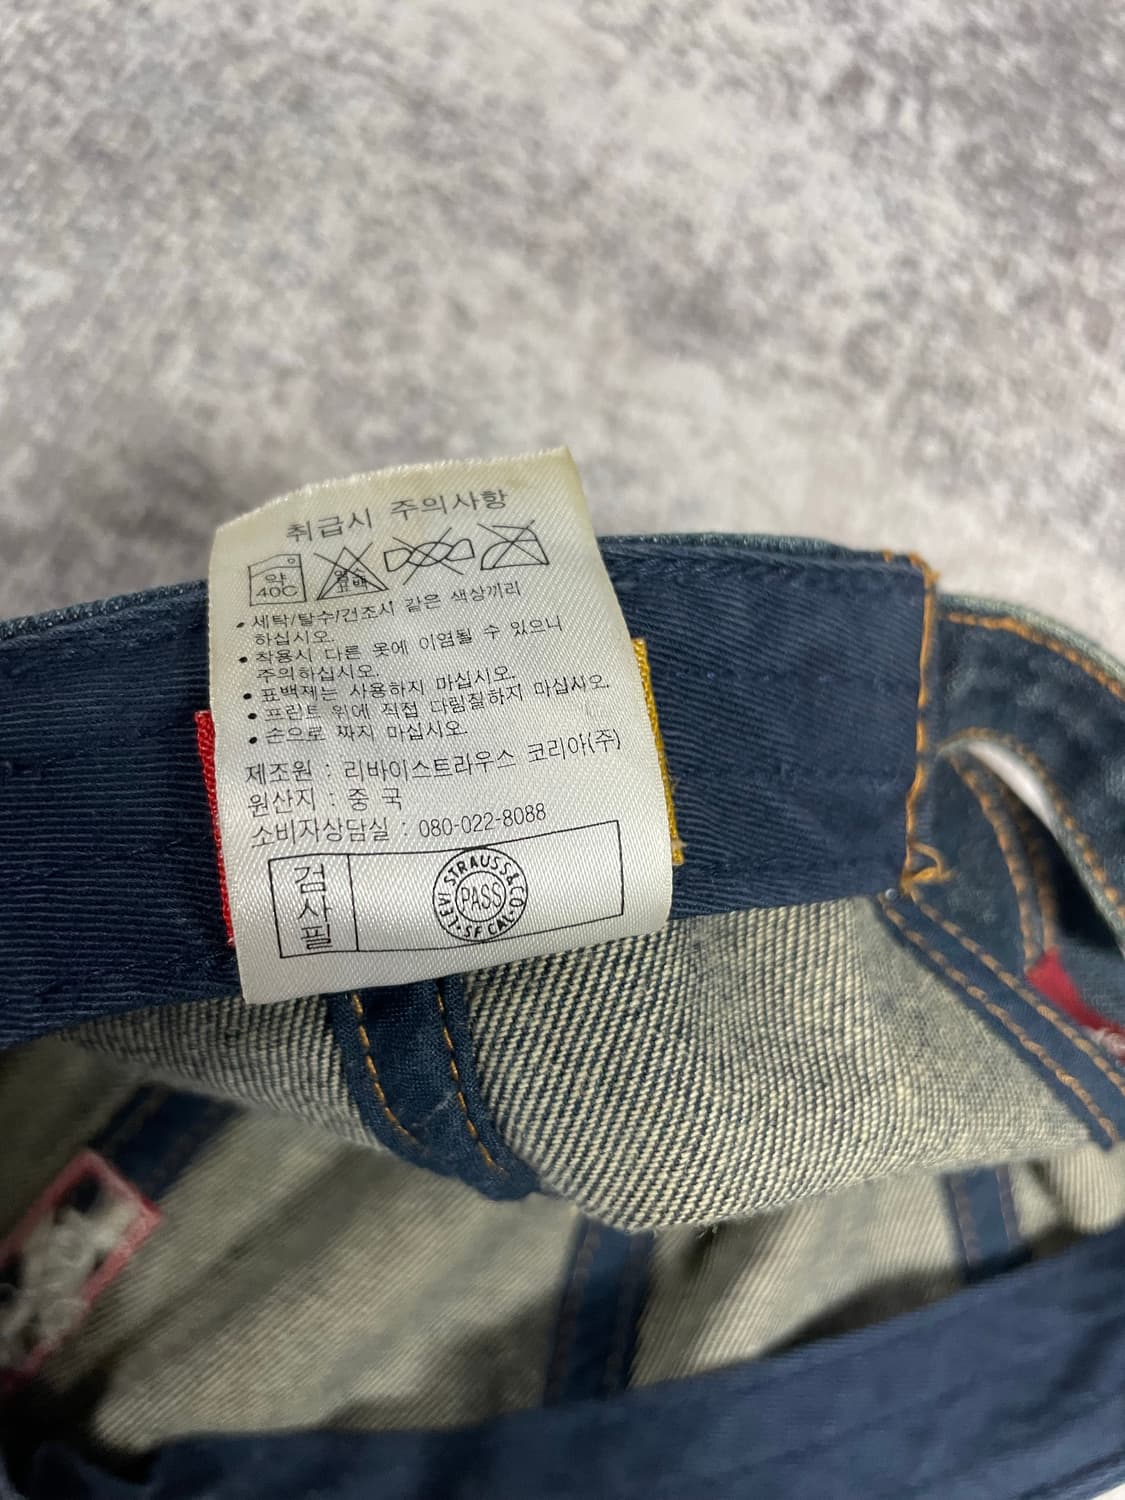 취급시 주의사항
약
40C
염소
표백
• 세탁/탈수/건조시 같은 색상끼리
하십시오.
• 착용시 다른 옷에 이염될 수 있으니
주의하십시오.
• 표백제는 사용하지 마십시오.
• 프린트 위에 직접 다림질하지 마십시오.
• 손으로 짜지 마십시오.
제조원 : 리바이스트라우스 코리아(주)
원산지 : 중국
소비자상담실 : 080-022-8088
검사필
LEVI STRAUSS & CO
PASS
SF CAL